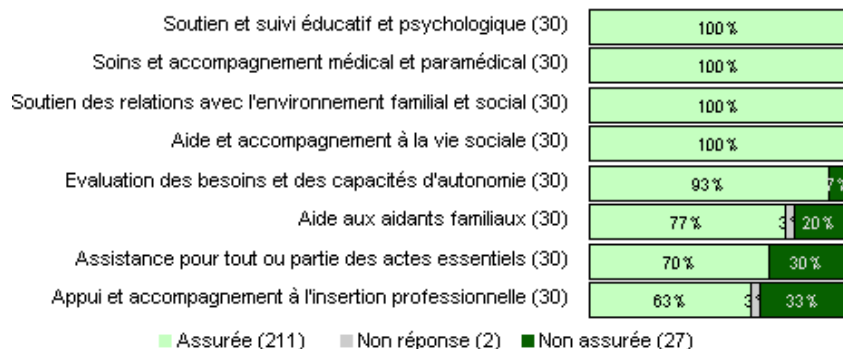 Soutien et suivi éducatif et psychologique (30) 100%
Soins et accompagnement médical et paramédical (30) 100%
Soutien des relations avec l'environnement familial et social (30) 100%
Aide et accompagnement à la vie sociale (30) 100%
Evaluation des besoins et des capacités d'autonomie (30) 93% 7%
Aide aux aidants familiaux (30) 77% 3% 20%
Assistance pour tout ou partie des actes essentiels (30) 70% 30%
Appui et accompagnement à l'insertion professionnelle (30) 63% 3% 33%
Assurée (211) Non réponse (2) Non assurée (27)